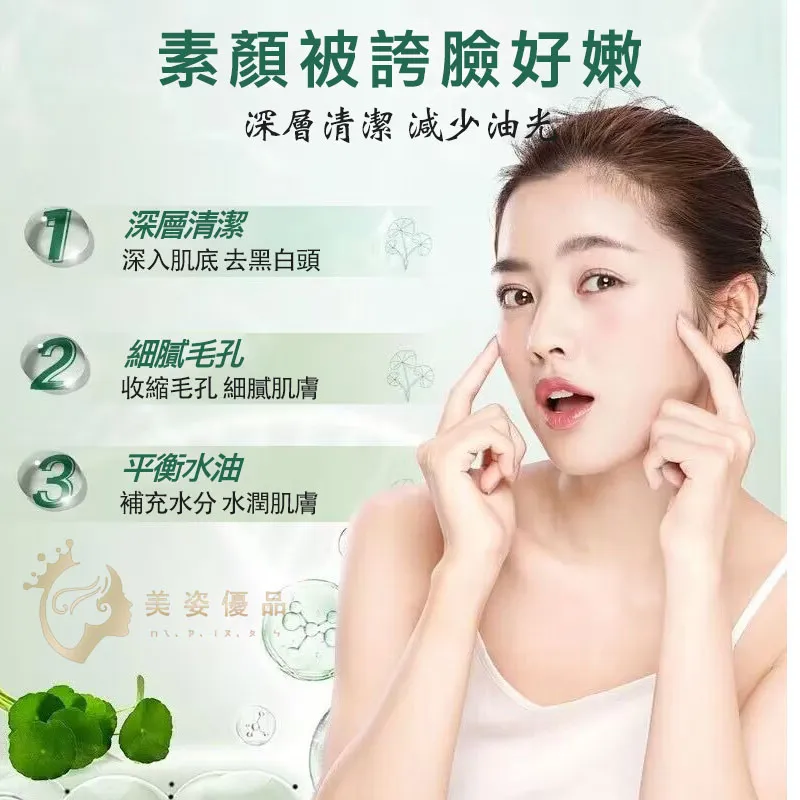 素顏被誇臉好嫩
深層清潔 減少油光
1
深層清潔
深入肌底 去黑白頭
2
細膩毛孔
收縮毛孔 細膩肌膚
3
平衡水油
補充水分 水潤肌膚
美姿優品